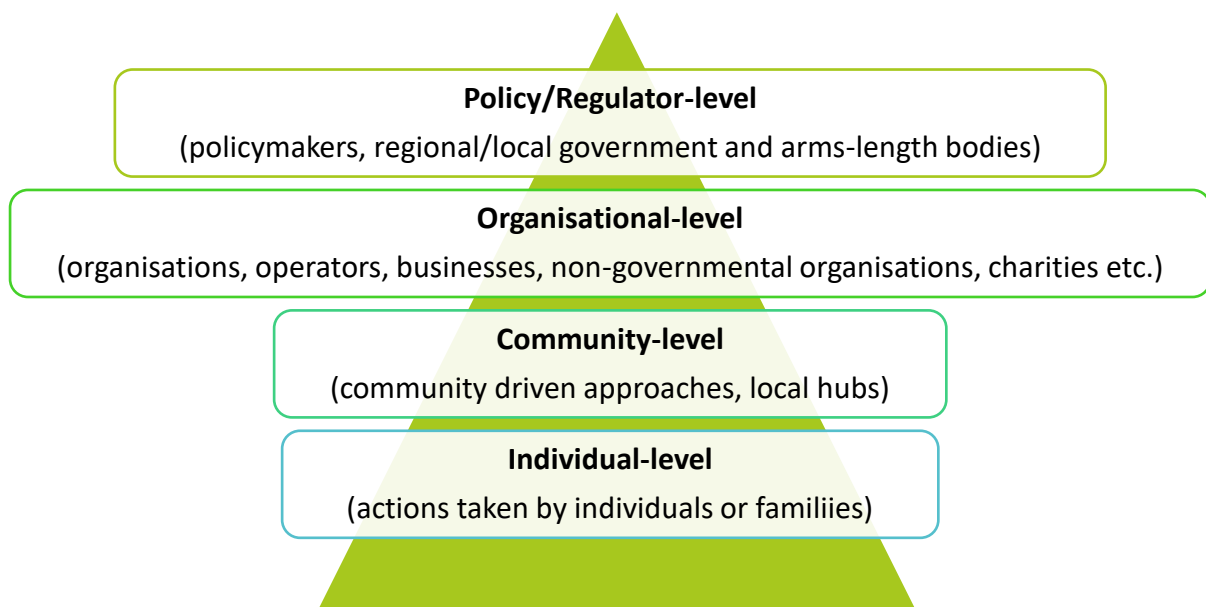 Policy/Regulator-level
(policymakers, regional/local government and arms-length bodies)
Organisational-level
(organisations, operators, businesses, non-governmental organisations, charities etc.)
Community-level
(community driven approaches, local hubs)
Individual-level
(actions taken by individuals or familiies)